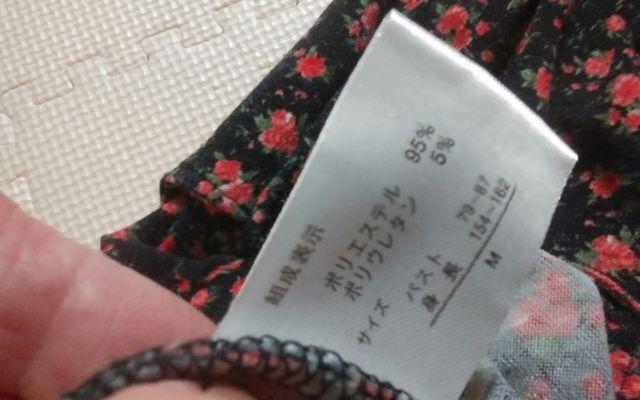 組成表示
ポリエステル 95%
ポリウレタン 5%
サイズ
バスト 79-87
身長 154-162
M